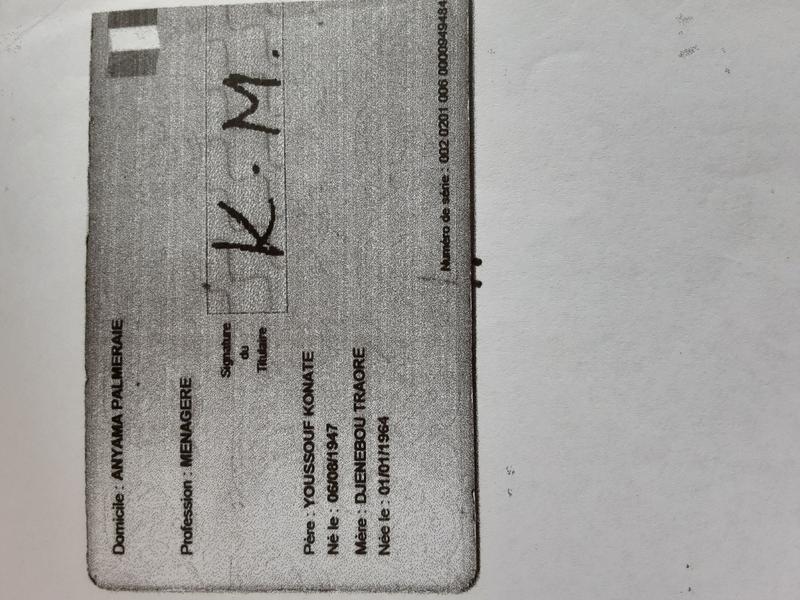 Domicile : ANYAMA PALMERAIE
Profession : MENAGERE
Signature
du
Titulaire
K. M.
Père : YOUSSOUF KONATE
Né le : 06/08/1947
Mère : DJENEBOU TRAORE
Née le : 01/01/1964
Numéro de série : 002 0201 006 0000949484